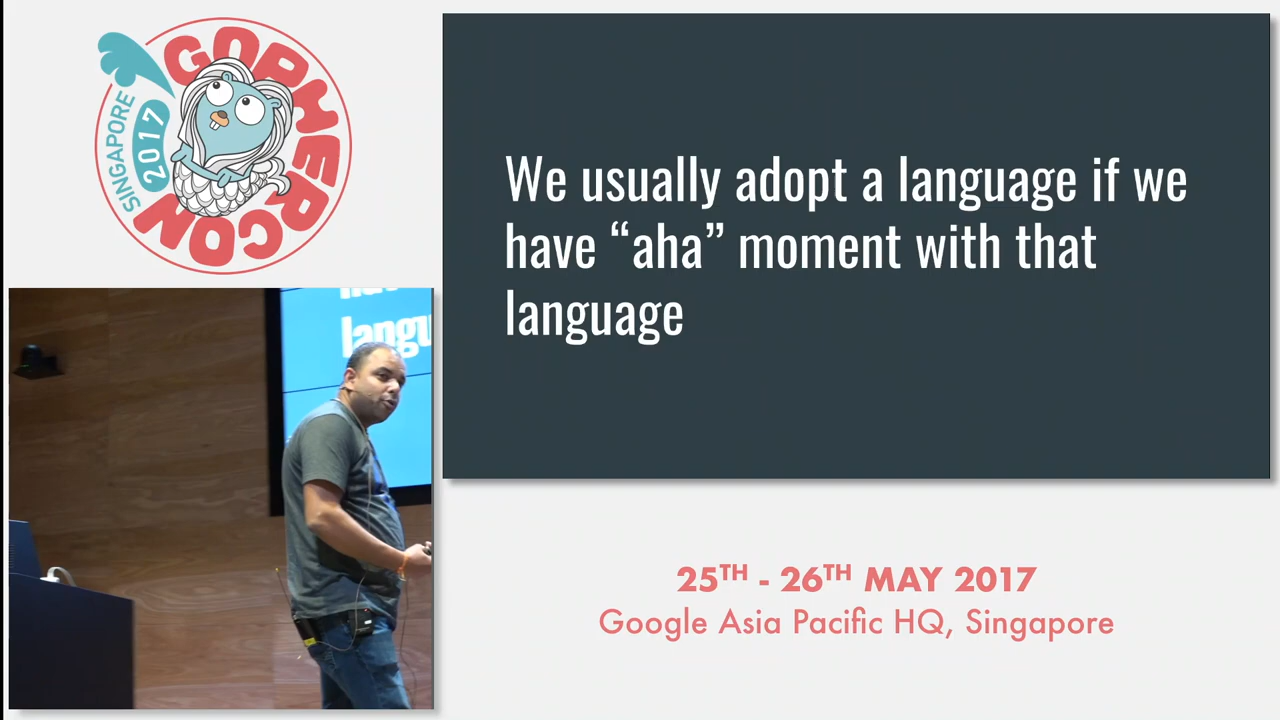 GOPHERCON
SINGAPORE
2017
We usually adopt a language if we
have “aha” moment with that
language
langu
25TH - 26TH MAY 2017
Google Asia Pacific HQ, Singapore